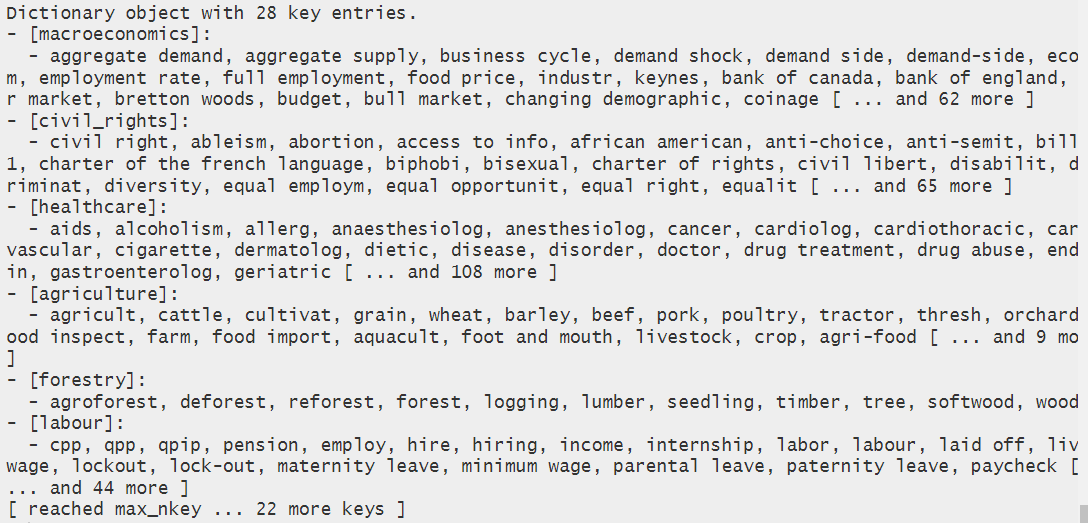 Dictionary object with 28 key entries.
- [macroeconomics]:
  - aggregate demand, aggregate supply, business cycle, demand shock, demand side, demand-side, eco
m, employment rate, full employment, food price, industr, keynes, bank of canada, bank of england,
r market, bretton woods, budget, bull market, changing demographic, coinage [ ... and 62 more ]
- [civil_rights]:
  - civil right, ableism, abortion, access to info, african american, anti-choice, anti-semit, bill
1, charter of the french language, biphobi, bisexual, charter of rights, civil libert, disabilit, d
riminat, diversity, equal employm, equal opportunit, equal right, equalit [ ... and 65 more ]
- [healthcare]:
  - aids, alcoholism, allerg, anaesthesiolog, anesthesiolog, cancer, cardiolog, cardiothoracic, car
vascular, cigarette, dermatolog, dietic, disease, disorder, doctor, drug treatment, drug abuse, end
in, gastroenterolog, geriatric [ ... and 108 more ]
- [agriculture]:
  - agricult, cattle, cultivat, grain, wheat, barley, beef, pork, poultry, tractor, thresh, orchard
ood inspect, farm, food import, aquacult, foot and mouth, livestock, crop, agri-food [ ... and 9 mo
]
- [forestry]:
  - agroforest, deforest, reforest, forest, logging, lumber, seedling, timber, tree, softwood, wood
- [labour]:
  - cpp, qpp, qpip, pension, employ, hire, hiring, income, internship, labor, labour, laid off, liv
wage, lockout, lock-out, maternity leave, minimum wage, parental leave, paternity leave, paycheck [
... and 44 more ]
[ reached max_nkey ... 22 more keys ]